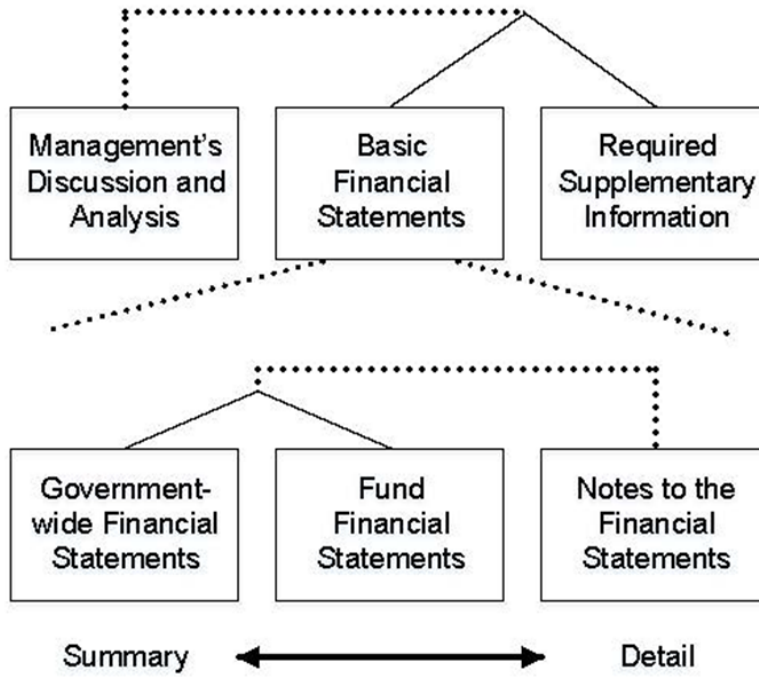 Management's
Discussion and
Analysis
Basic
Financial
Statements
Required
Supplementary
Information
Government-
wide Financial
Statements
Fund
Financial
Statements
Notes to the
Financial
Statements
Summary
Detail